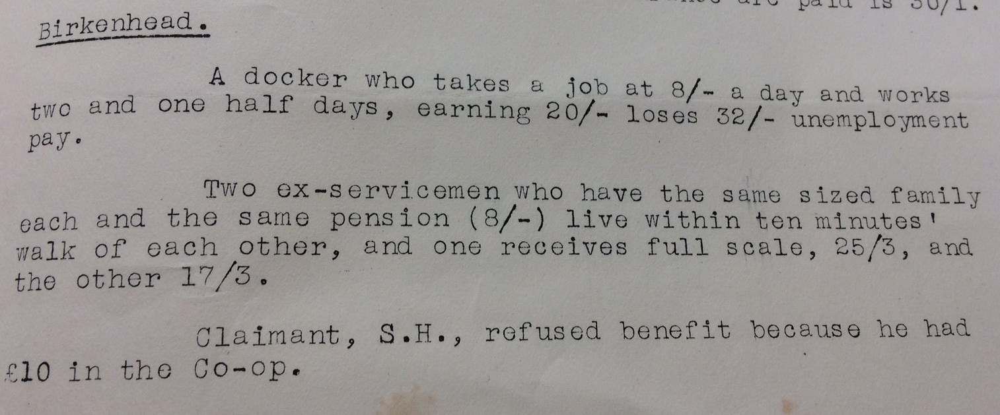 paid is 30/1.
Birkenhead.
A docker who takes a job at 8/- a day and works
two and one half days, earning 20/- loses 32/- unemployment
pay.
Two ex-servicemen who have the same sized family
each and the same pension (8/-) live within ten minutes'
walk of each other, and one receives full scale, 25/3, and
the other 17/3.
Claimant, S.H., refused benefit because he had
£10 in the Co-op.